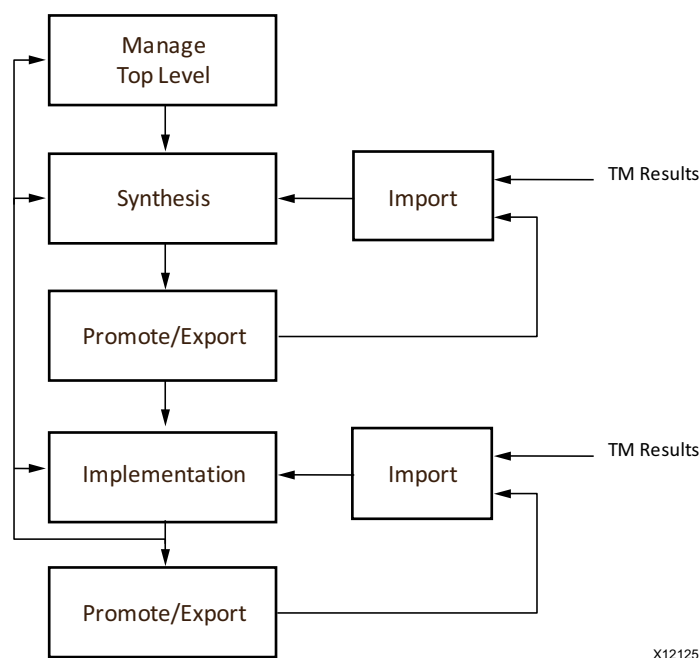 Manage
Top Level
Synthesis
Import
TM Results
Promote/Export
Implementation
Import
TM Results
Promote/Export
X12125